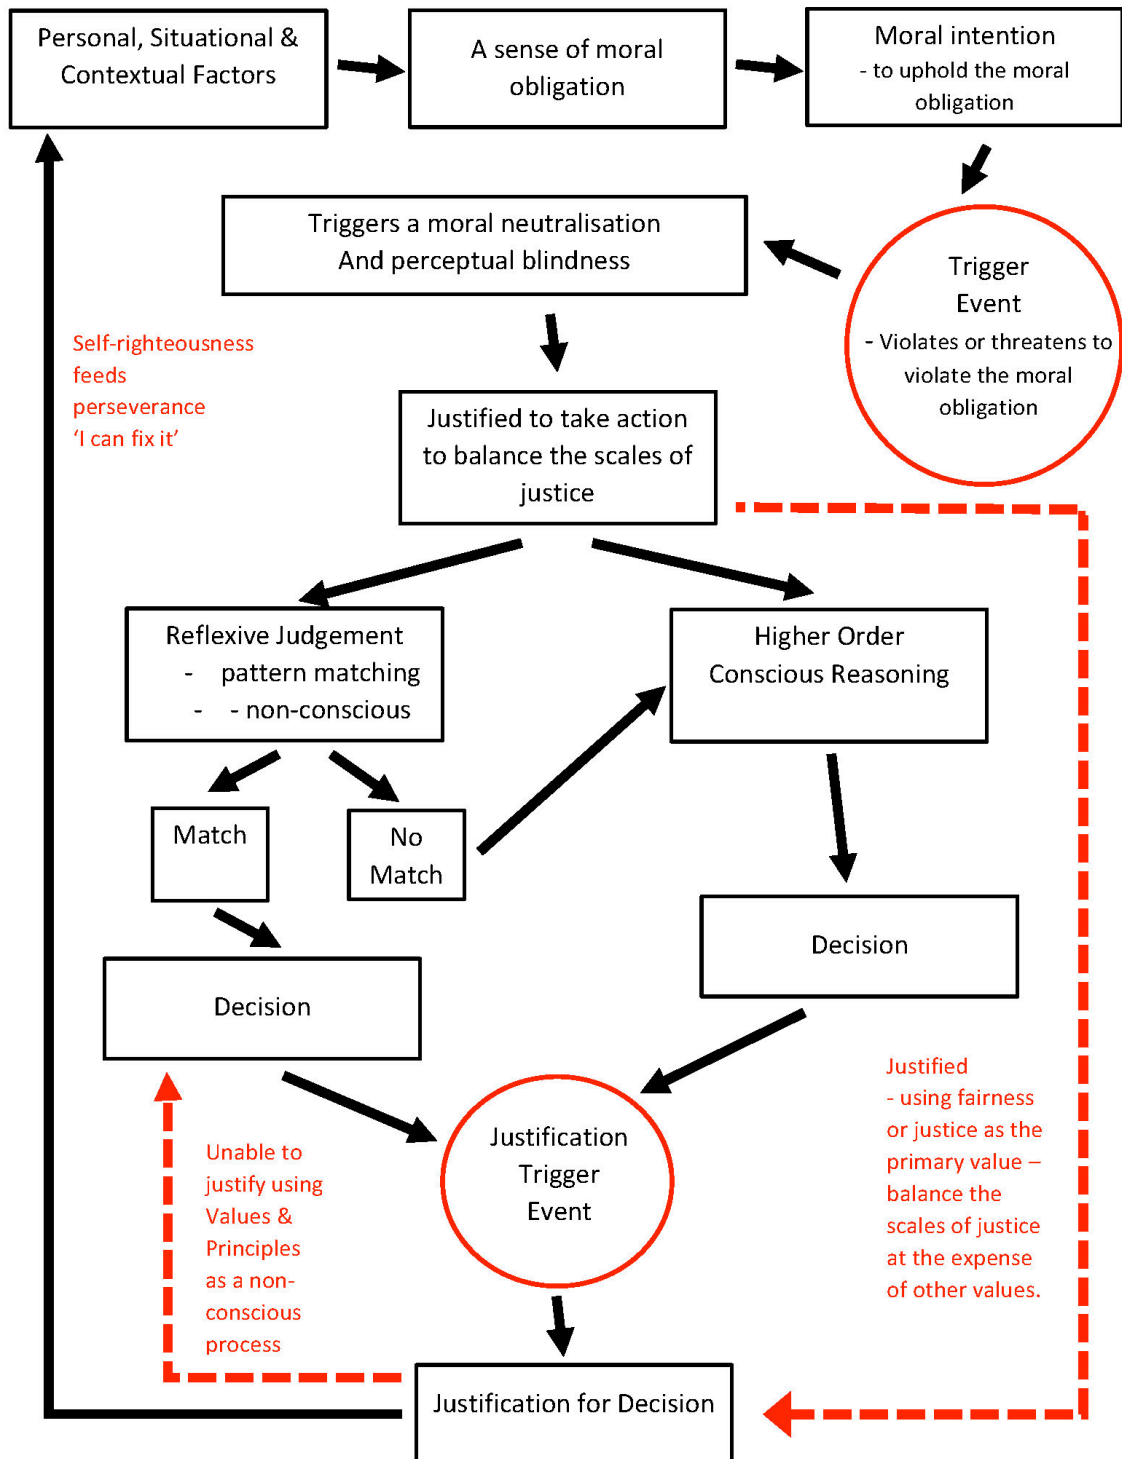 Personal, Situational &
Contextual Factors
A sense of moral
obligation
Moral intention
- to uphold the moral
obligation
Triggers a moral neutralisation
And perceptual blindness
Trigger
Event
- Violates or threatens to
violate the moral
obligation
Self-righteousness
feeds
perseverance
‘I can fix it’
Justified to take action
to balance the scales of
justice
Reflexive Judgement
- pattern matching
- - non-conscious
Higher Order
Conscious Reasoning
Match
No
Match
Decision
Decision
Justification
Trigger
Event
Unable to
justify using
Values &
Principles
as a non-
conscious
process
Justified
- using fairness
or justice as the
primary value –
balance the
scales of justice
at the expense
of other values.
Justification for Decision